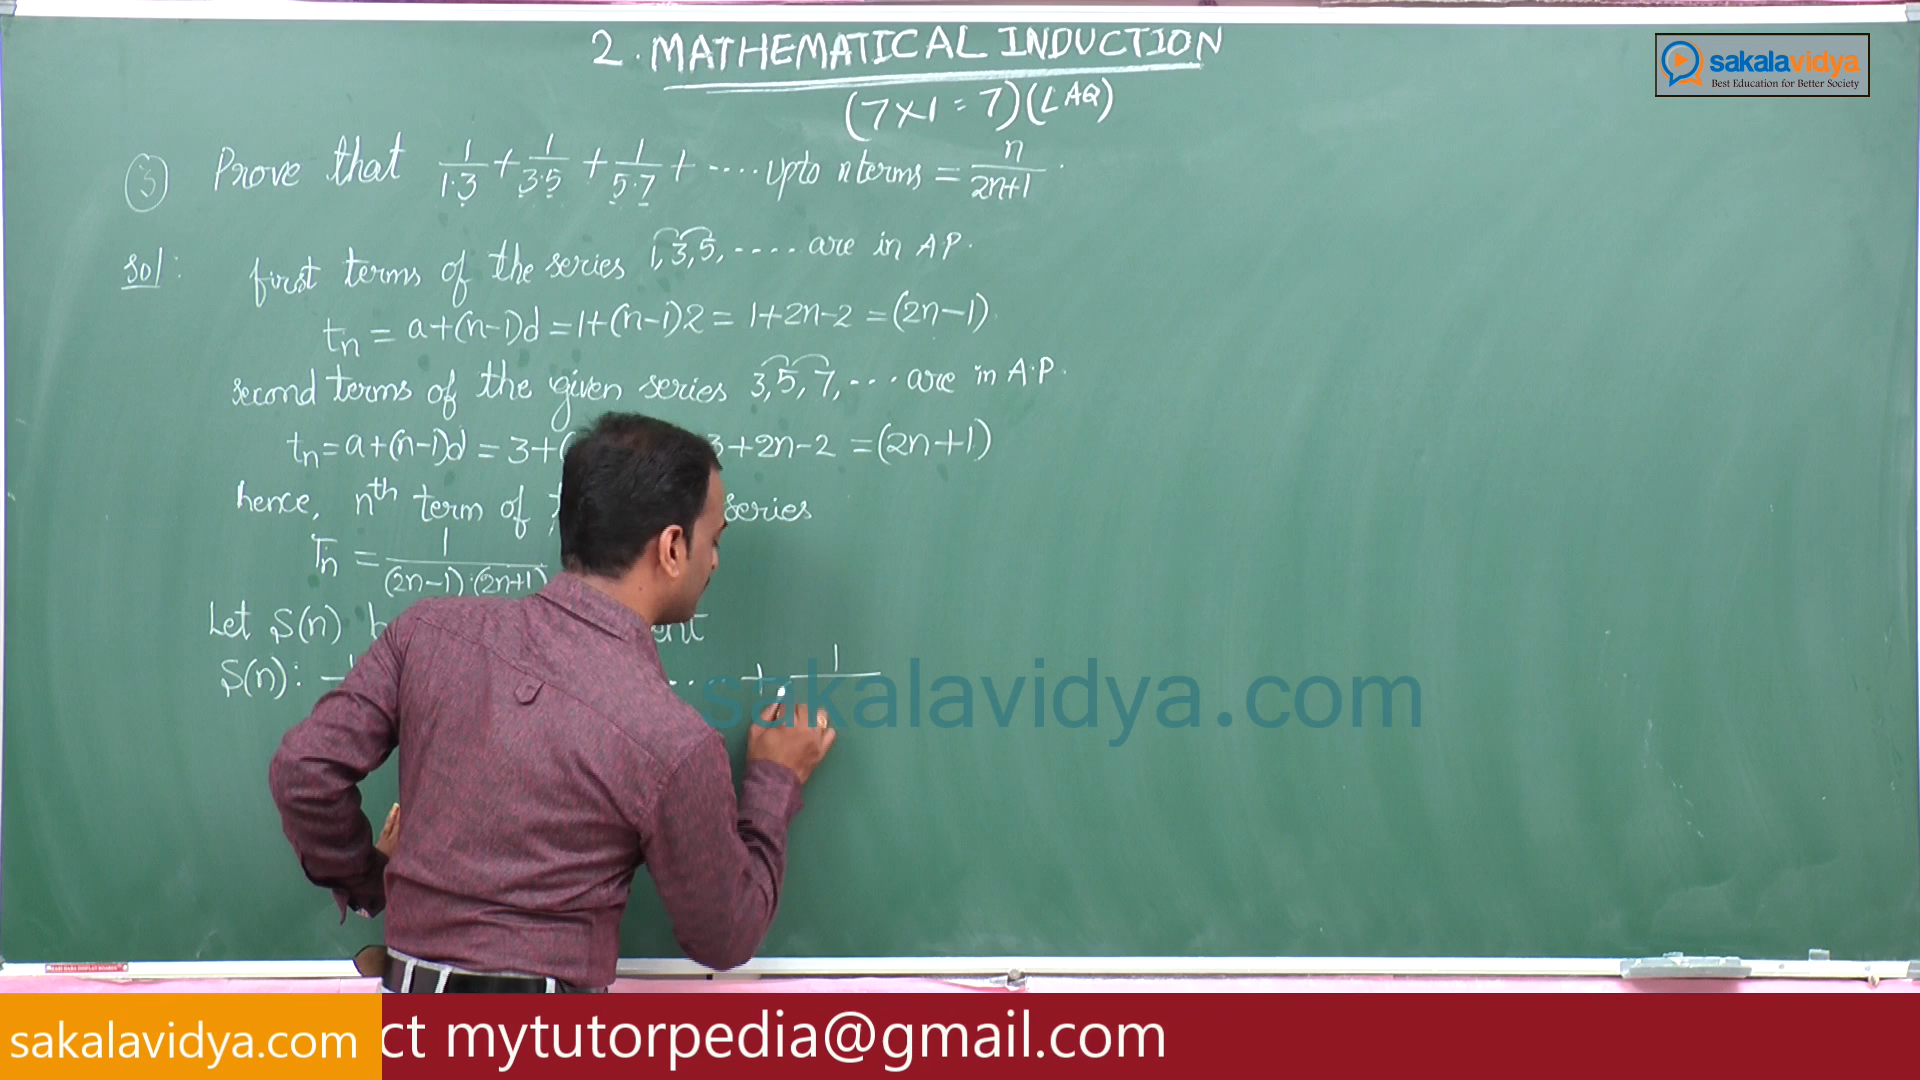 2. MATHEMATICAL INDUCTION
(7×1=7)(LAQ)
sakalavidya
Best Education for Better Society
③ Prove that 1/1·3 + 1/3·5 + 1/5·7 + .... upto n terms = n/2n+1.
Sol: first terms of the series 1,3,5, .... are in AP.
tn = a+(n-1)d = 1+(n-1)2 = 1+2n-2 = (2n-1).
second terms of the given series 3,5,7, ... are in A.P.
tn = a+(n-1)d = 3+( 3+2n-2 = (2n+1)
hence, nth term of series
Tn = 1/(2n-1)·(2n+1)
Let S(n)
S(n): ... + 1
sakalavidya.com
sakalavidya.com
ct mytutorpedia@gmail.com